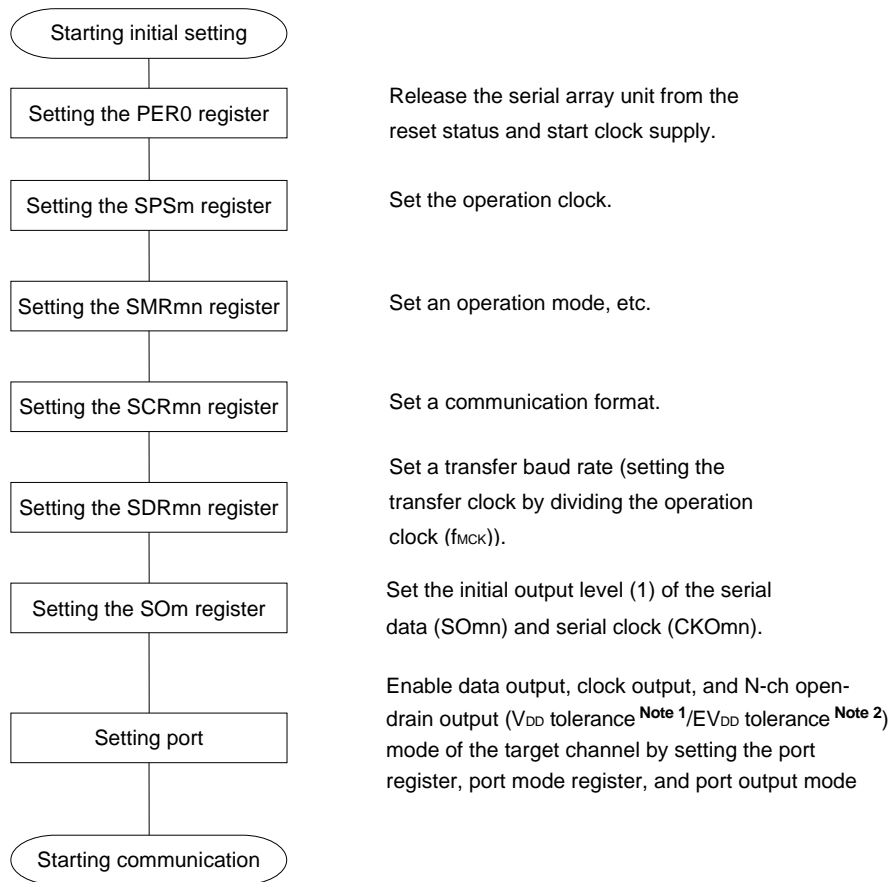 Starting initial setting
Setting the PER0 register
Release the serial array unit from the
reset status and start clock supply.
Setting the SPSm register
Set the operation clock.
Setting the SMRmn register
Set an operation mode, etc.
Setting the SCRmn register
Set a communication format.
Setting the SDRmn register
Set a transfer baud rate (setting the
transfer clock by dividing the operation
clock (fMCK)).
Setting the SOm register
Set the initial output level (1) of the serial
data (SOmn) and serial clock (CKOmn).
Setting port
Enable data output, clock output, and N-ch open-
drain output (VDD tolerance Note 1/EVDD tolerance Note 2)
mode of the target channel by setting the port
register, port mode register, and port output mode
Starting communication